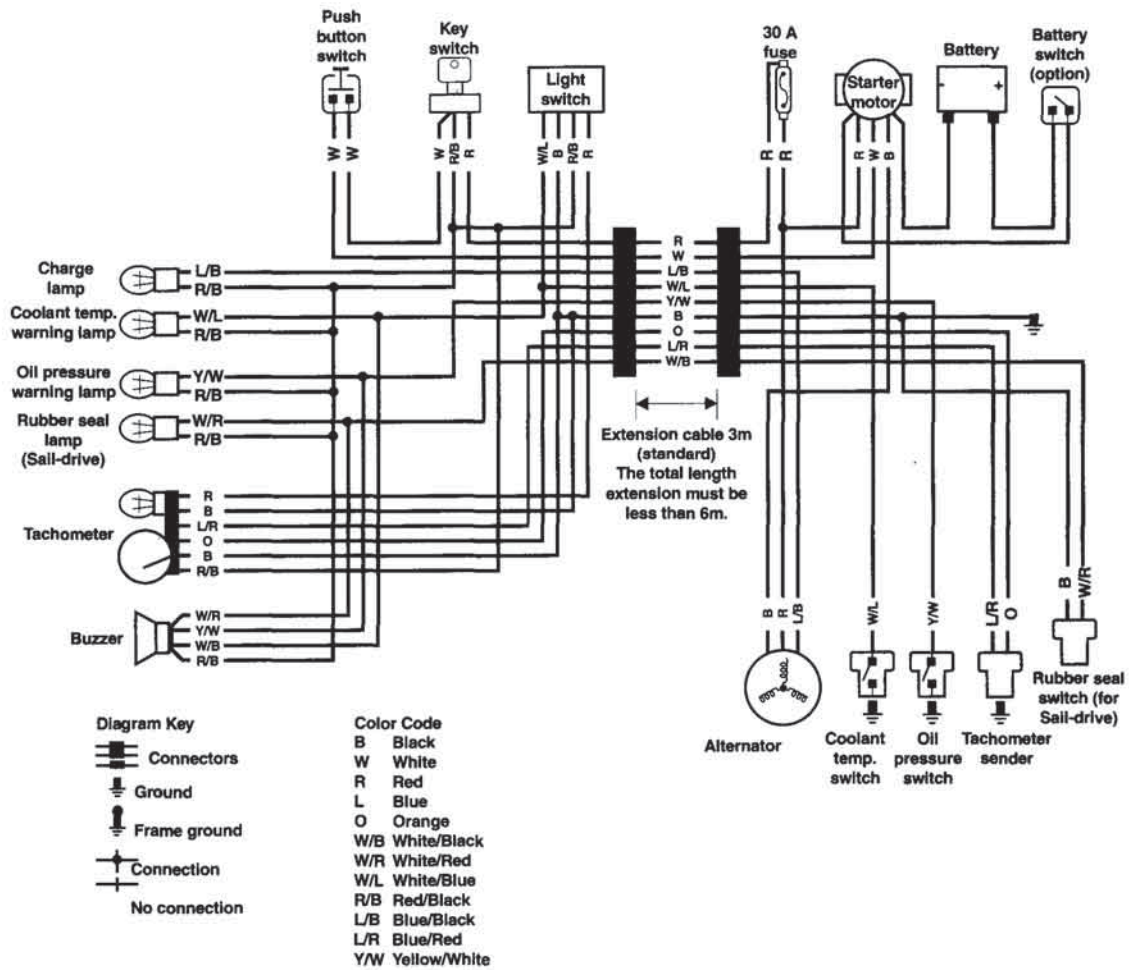 Push
button
switch
Key
switch
Light
switch
30 A
fuse
Starter
motor
Battery
- +
Battery
switch
(option)
W W
W R/B R
W/L B R/B R
R R
R W B
Charge
lamp
L/B
R/B
Coolant temp.
warning lamp
W/L
R/B
Oil pressure
warning lamp
Y/W
R/B
Rubber seal
lamp
(Sail-drive)
W/R
R/B
R
W
L/B
W/L
Y/W
B
O
L/R
W/B
Extension cable 3m
(standard)
The total length
extension must be
less than 6m.
Tachometer
R
B
L/R
O
B
R/B
Buzzer
W/R
Y/W
W/B
R/B
B R L/B
W/L
Y/W
L/R O
B W/R
Alternator
Coolant
temp.
switch
Oil
pressure
switch
Tachometer
sender
Rubber seal
switch (for
Sail-drive)
Diagram Key
Connectors
Ground
Frame ground
Connection
No connection
Color Code
B Black
W White
R Red
L Blue
O Orange
W/B White/Black
W/R White/Red
W/L White/Blue
R/B Red/Black
L/B Blue/Black
L/R Blue/Red
Y/W Yellow/White